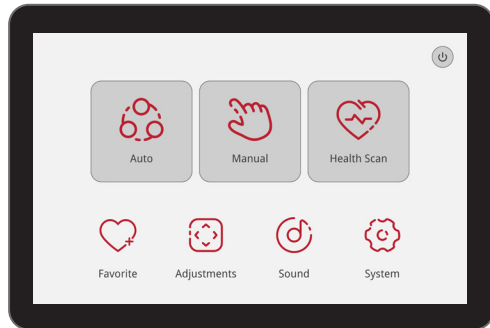 Auto
Manual
Health Scan
Favorite
Adjustments
Sound
System